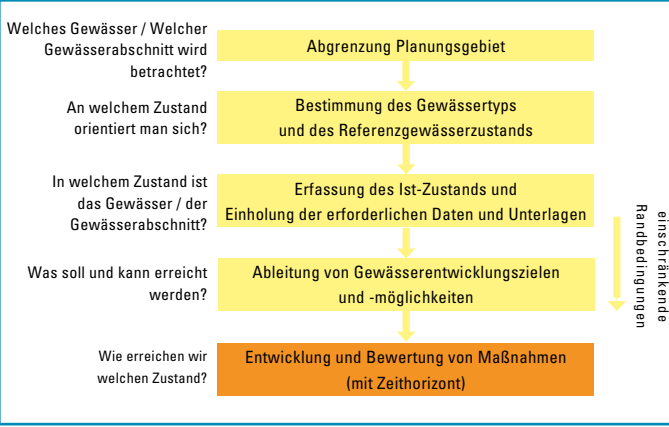 Welches Gewässer / Welcher
Gewässerabschnitt wird
betrachtet?
Abgrenzung Planungsgebiet
An welchem Zustand
orientiert man sich?
Bestimmung des Gewässertyps
und des Referenzgewässerzustands
In welchem Zustand ist
das Gewässer / der
Gewässerabschnitt?
Erfassung des Ist-Zustands und
Einholung der erforderlichen Daten und Unterlagen
einschränkende
Randbedingungen
Was soll und kann erreicht
werden?
Ableitung von Gewässerentwicklungszielen
und -möglichkeiten
Wie erreichen wir
welchen Zustand?
Entwicklung und Bewertung von Maßnahmen
(mit Zeithorizont)